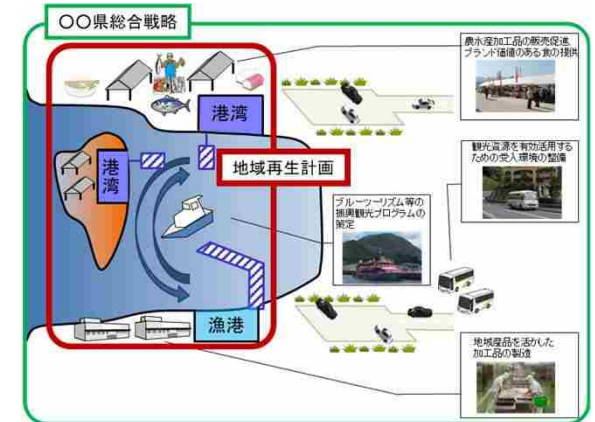 〇〇県総合戦略
農水産加工品の販売促進、
ブランド価値のある食の提供
港湾
港湾
地域再生計画
観光資源を有効活用する
ための受入環境の整備
ブルーツーリズム等の
振興観光プログラムの
策定
漁港
地域産品を活かした
加工品の製造